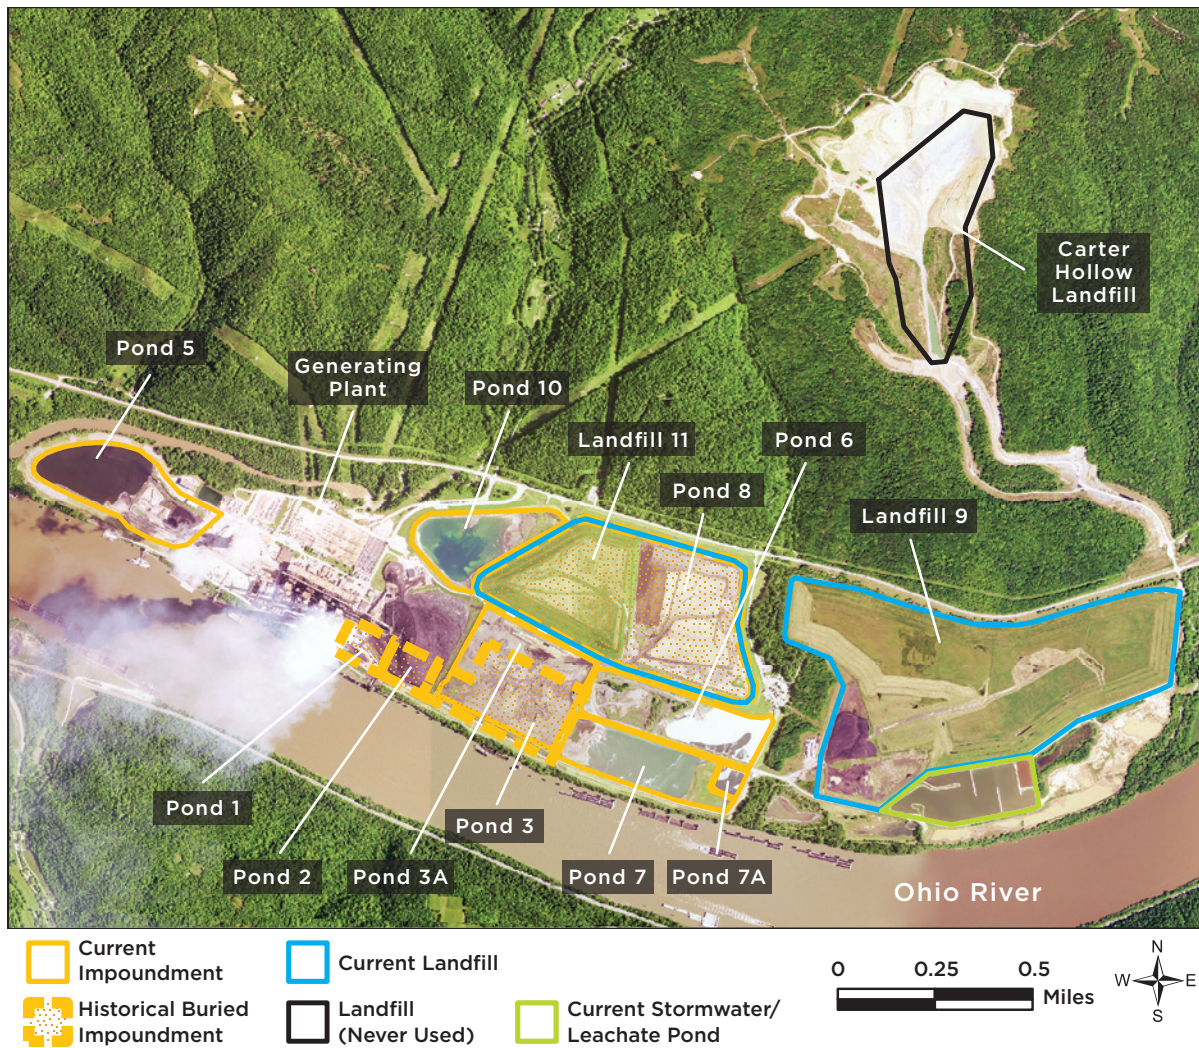 Carter
Hollow
Landfill
Pond 5
Generating
Plant
Pond 10
Landfill 11
Pond 6
Pond 8
Landfill 9
Pond 1
Pond 3
Pond 2
Pond 3A
Pond 7
Pond 7A
Ohio River
Current
Impoundment
Current Landfill
Historical Buried
Impoundment
Landfill
(Never Used)
Current Stormwater/
Leachate Pond
0 0.25 0.5
Miles
N
W E
S